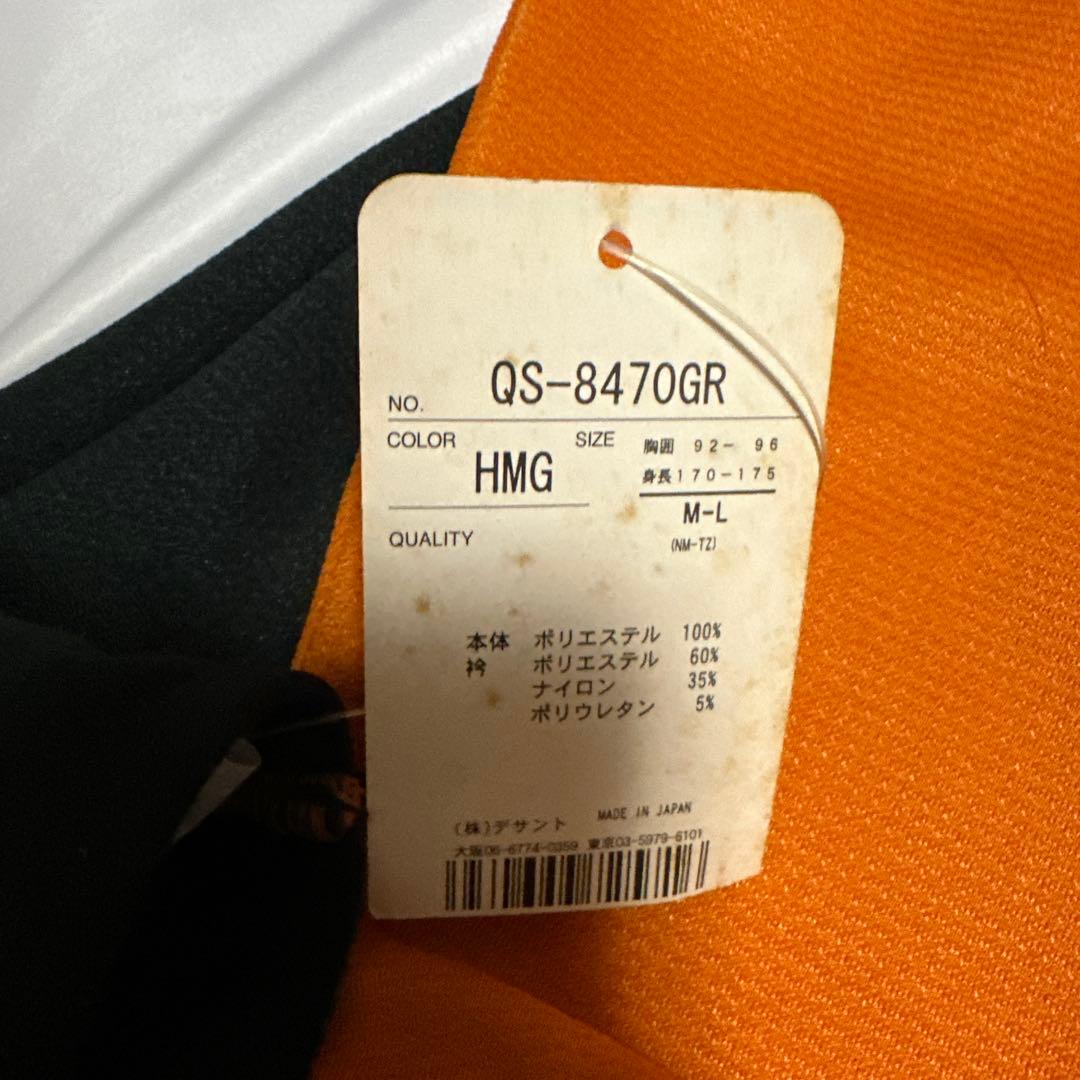 NO. QS-8470GR
COLOR HMG SIZE 胸囲 92- 96
身長170-175
M-L
(NM-TZ)
QUALITY
本体 ポリエステル 100%
衿 ポリエステル 60%
ナイロン 35%
ポリウレタン 5%
(株)デサント MADE IN JAPAN
大阪06-6774-0359 東京03-5979-6101